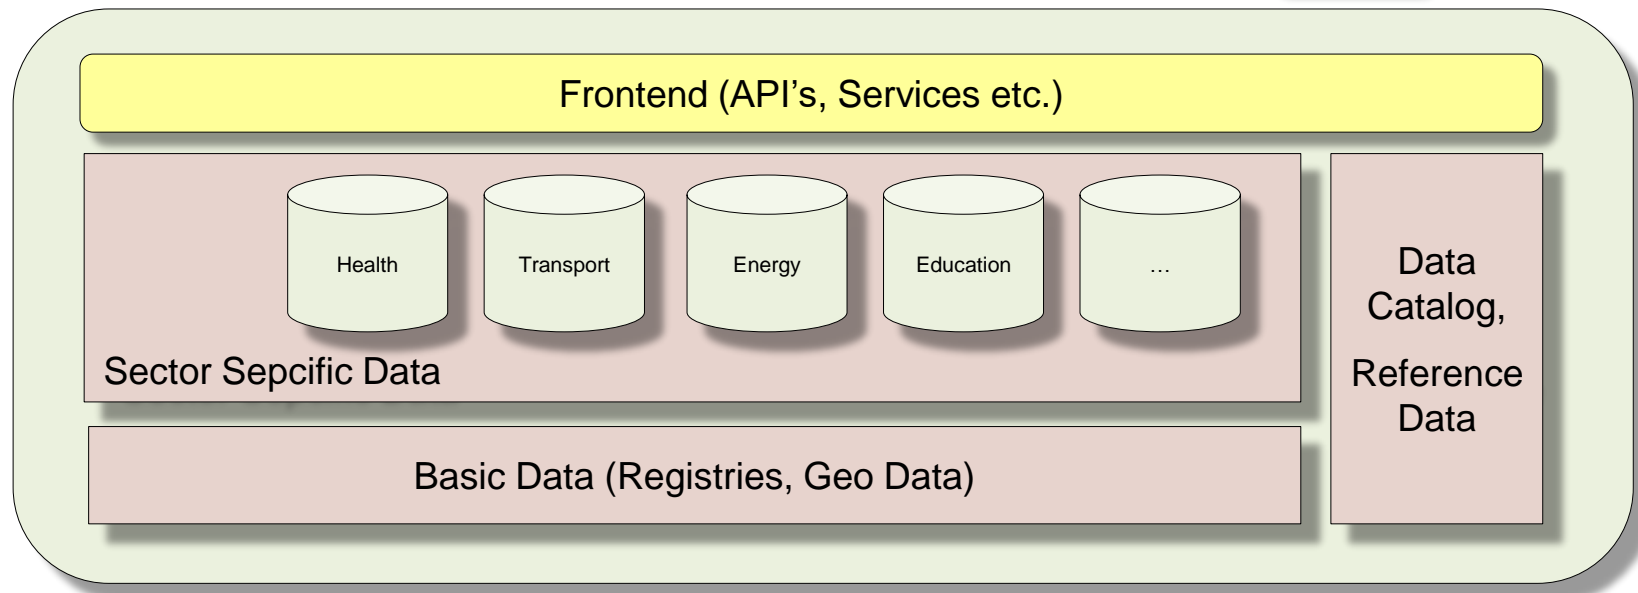 Frontend (API's, Services etc.)
Health
Transport
Energy
Education
…
Sector Sepcific Data
Basic Data (Registries, Geo Data)
Data
Catalog,
Reference
Data